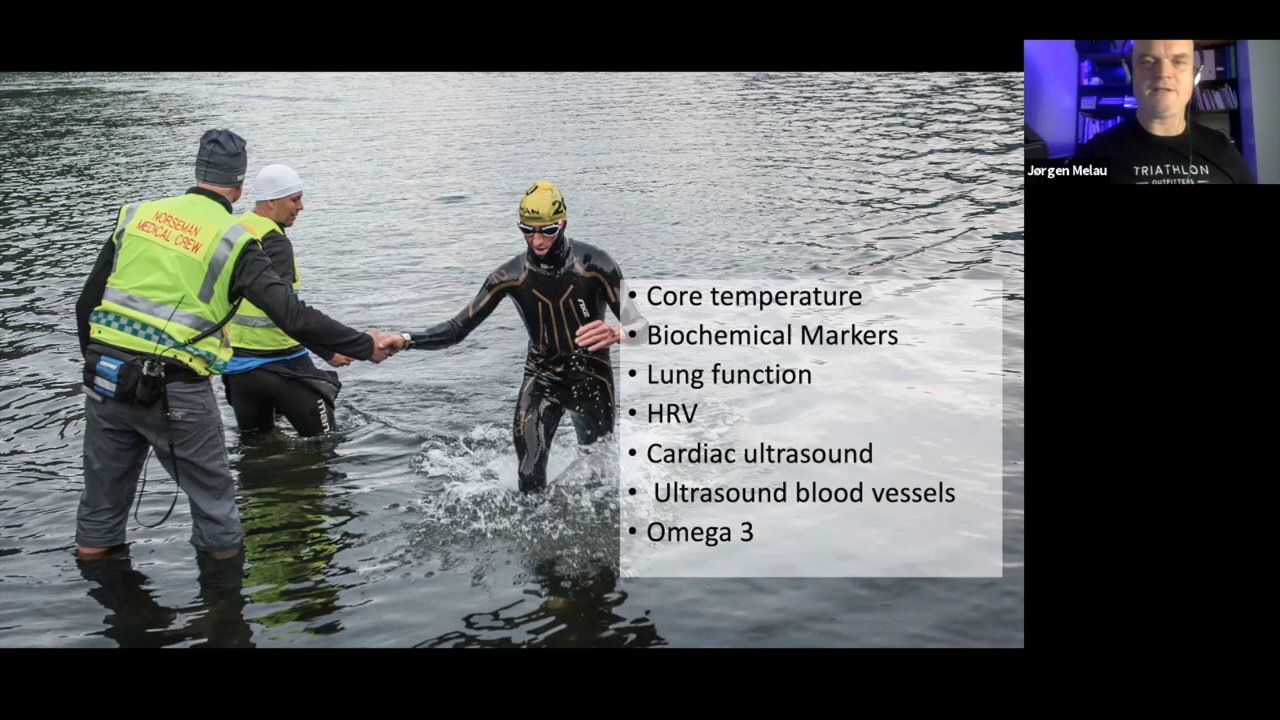 NORSEMAN
MEDICAL CREW
• Core temperature
• Biochemical Markers
• Lung function
• HRV
• Cardiac ultrasound
• Ultrasound blood vessels
• Omega 3
Jørgen Melau
TRIATHLON
OUTFITTERS